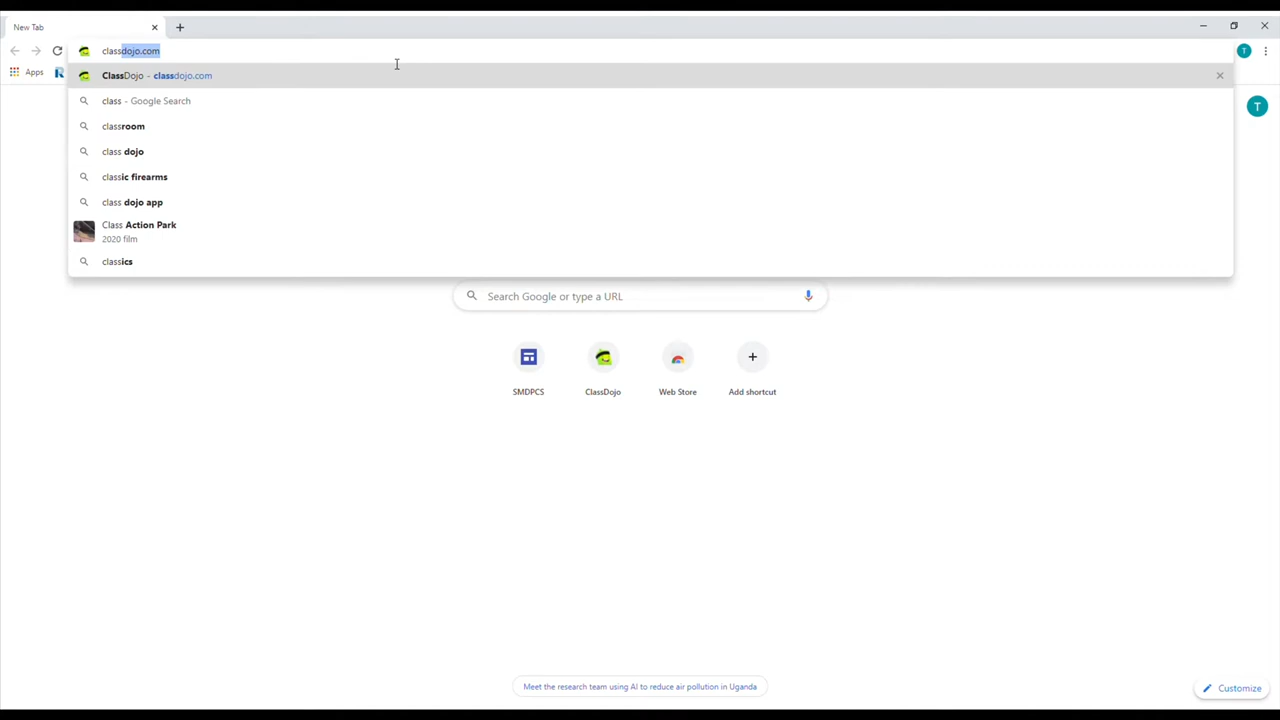 New Tab
classdojo.com
T
Apps
ClassDojo - classdojo.com
class - Google Search
classroom
class dojo
classic firearms
class dojo app
Class Action Park
2020 film
classics
T
Search Google or type a URL
SMDPCS
ClassDojo
Web Store
Add shortcut
Meet the research team using AI to reduce air pollution in Uganda
Customize